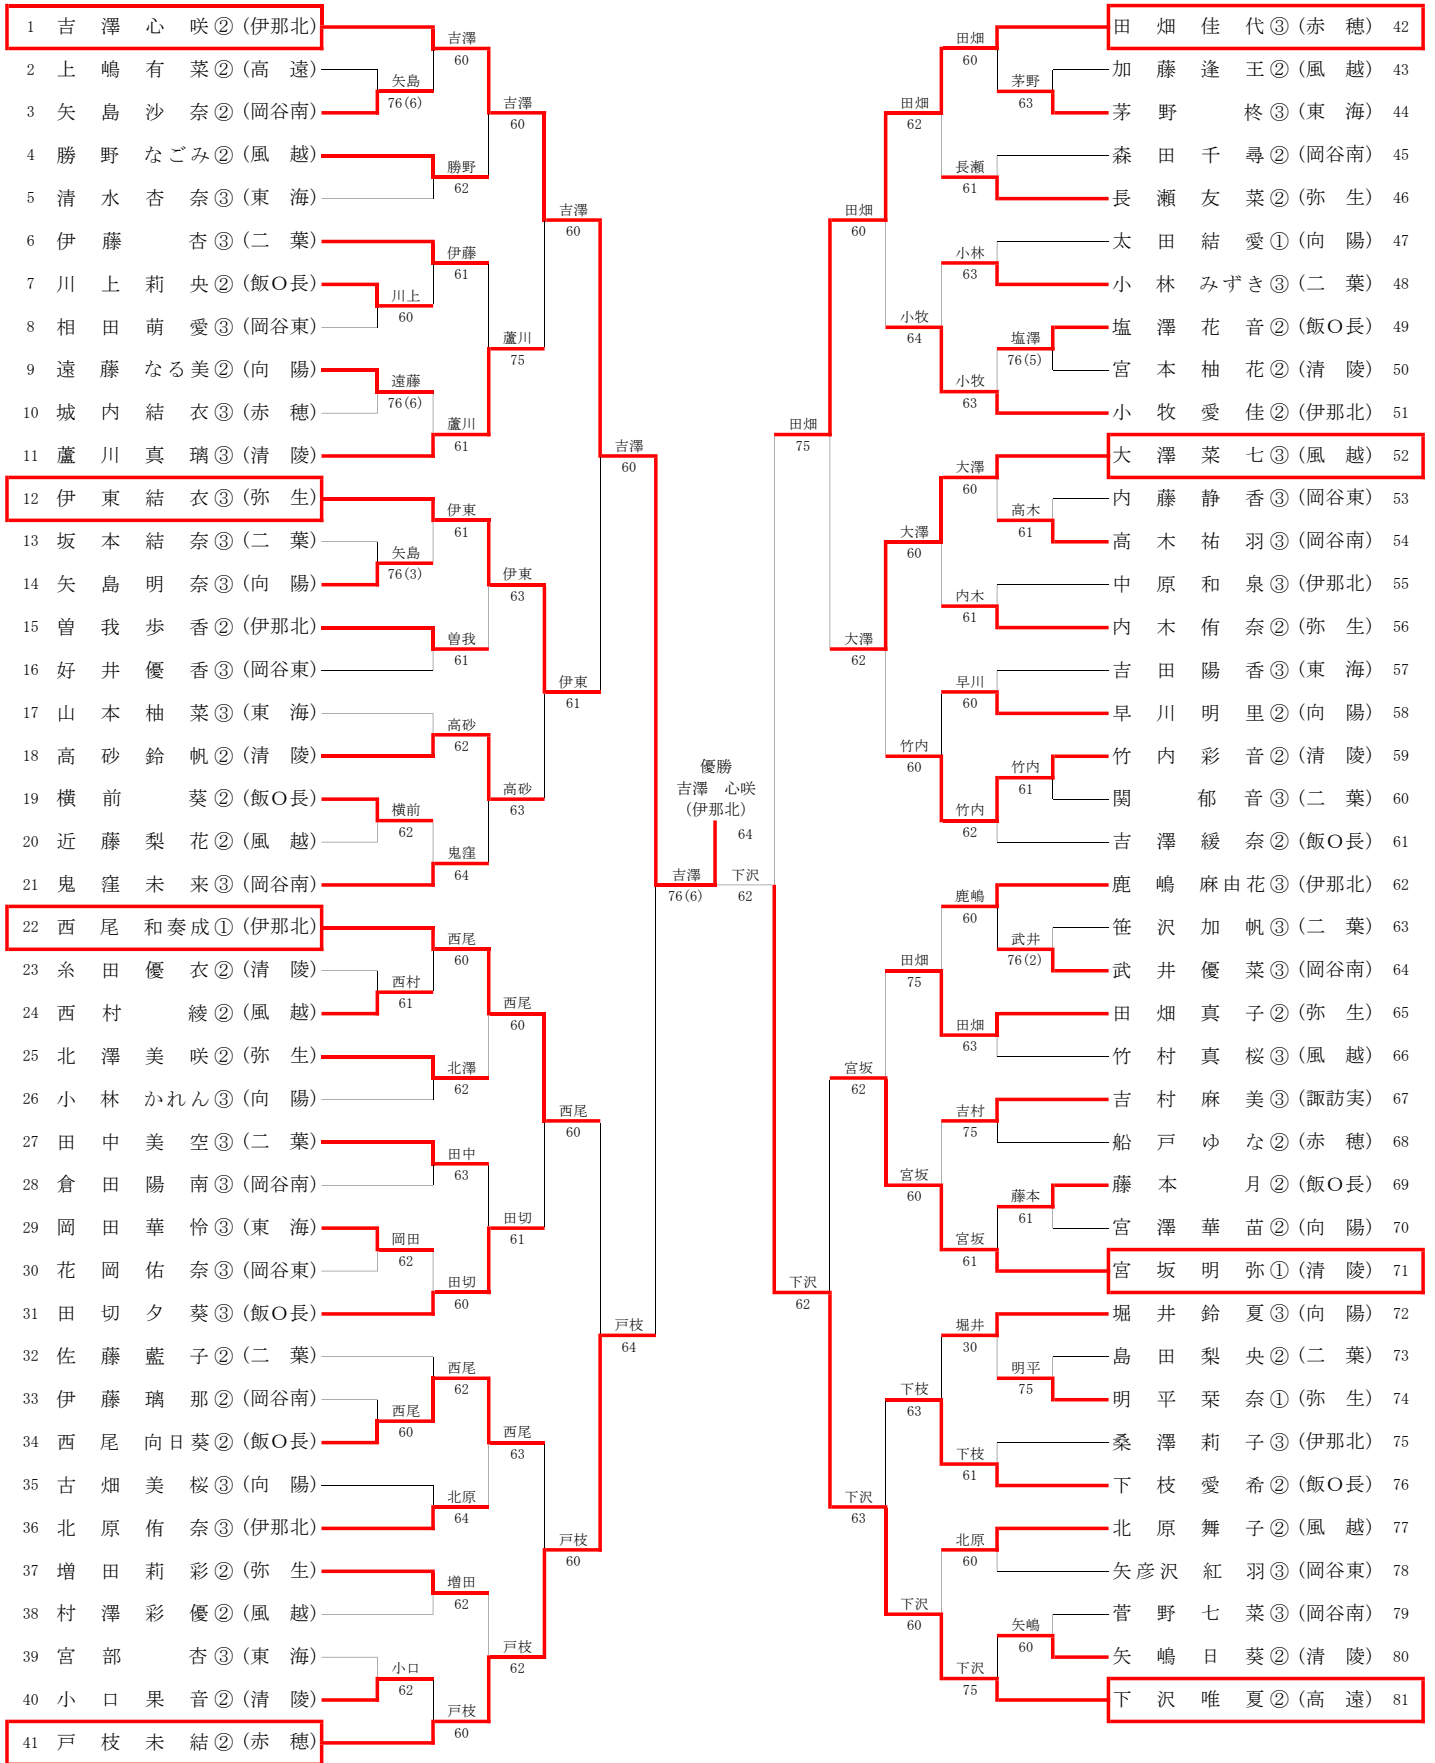 1 吉澤心咲② (伊那北)
2 上嶋有菜② (高遠)
3 矢島沙奈② (岡谷南)
4 勝野なごみ② (風越)
5 清水杏奈③ (東海)
6 伊藤杏③ (二葉)
7 川上莉央② (飯O長)
8 相田萌愛③ (岡谷東)
9 遠藤なる美② (向陽)
10 城内結衣③ (赤穂)
11 蘆川真璃③ (清陵)
12 伊東結衣③ (弥生)
13 坂本結奈③ (二葉)
14 矢島明奈③ (向陽)
15 曽我歩香② (伊那北)
16 好井優香③ (岡谷東)
17 山本柚菜③ (東海)
18 高砂鈴帆② (清陵)
19 横前葵② (飯O長)
20 近藤梨花② (風越)
21 鬼窪未来③ (岡谷南)
22 西尾和奏成① (伊那北)
23 糸田優衣② (清陵)
24 西村綾② (風越)
25 北澤美咲② (弥生)
26 小林かれん③ (向陽)
27 田中美空③ (二葉)
28 倉田陽南③ (岡谷南)
29 岡田華怜③ (東海)
30 花岡佑奈③ (岡谷東)
31 田切夕葵③ (飯O長)
32 佐藤藍子② (二葉)
33 伊藤璃那② (岡谷南)
34 西尾向日葵② (飯O長)
35 古畑美桜③ (向陽)
36 北原侑奈③ (伊那北)
37 増田莉彩② (弥生)
38 村澤彩優② (風越)
39 宮部杏③ (東海)
40 小口果音② (清陵)
41 戸枝未結② (赤穂)
矢島
76(6)
川上
60
遠藤
76(6)
矢島
76(3)
横前
62
西村
61
岡田
62
西尾
60
小口
62
吉澤
60
勝野
62
伊藤
61
蘆川
61
伊東
61
曽我
61
高砂
62
鬼窪
64
西尾
60
北澤
62
田中
63
田切
60
西尾
62
北原
64
増田
62
戸枝
60
吉澤
60
蘆川
75
伊東
63
高砂
63
西尾
60
田切
61
西尾
63
戸枝
62
吉澤
60
伊東
61
西尾
60
戸枝
60
吉澤
60
戸枝
64
吉澤
76(6)
優勝
吉澤 心咲
(伊那北)
64
下沢
62
田畑
75
下沢
62
田畑
60
大澤
62
宮坂
62
下沢
63
田畑
62
小牧
64
大澤
60
竹内
60
田畑
75
宮坂
60
下枝
63
下沢
60
田畑
60
長瀬
61
小林
63
小牧
63
大澤
60
内木
61
早川
60
竹内
62
鹿嶋
60
田畑
63
吉村
75
宮坂
61
堀井
30
下枝
61
北原
60
下沢
75
茅野
63
塩澤
76(5)
高木
61
竹内
61
武井
76(2)
藤本
61
明平
75
矢嶋
60
田畑佳代③ (赤穂) 42
加藤逢王② (風越) 43
茅野柊③ (東海) 44
森田千尋② (岡谷南) 45
長瀬友菜② (弥生) 46
太田結愛① (向陽) 47
小林みずき③ (二葉) 48
塩澤花音② (飯O長) 49
宮本柚花② (清陵) 50
小牧愛佳② (伊那北) 51
大澤菜七③ (風越) 52
内藤静香③ (岡谷東) 53
高木祐羽③ (岡谷南) 54
中原和泉③ (伊那北) 55
内木侑奈② (弥生) 56
吉田陽香③ (東海) 57
早川明里② (向陽) 58
竹内彩音② (清陵) 59
関郁音③ (二葉) 60
吉澤緩奈② (飯O長) 61
鹿嶋麻由花③ (伊那北) 62
笹沢加帆③ (二葉) 63
武井優菜③ (岡谷南) 64
田畑真子② (弥生) 65
竹村真桜③ (風越) 66
吉村麻美③ (諏訪実) 67
船戸ゆな② (赤穂) 68
藤本月② (飯O長) 69
宮澤華苗② (向陽) 70
宮坂明弥① (清陵) 71
堀井鈴夏③ (向陽) 72
島田梨央② (二葉) 73
明平栞奈① (弥生) 74
桑澤莉子③ (伊那北) 75
下枝愛希② (飯O長) 76
北原舞子② (風越) 77
矢彦沢紅羽③ (岡谷東) 78
菅野七菜③ (岡谷南) 79
矢嶋日葵② (清陵) 80
下沢唯夏② (高遠) 81